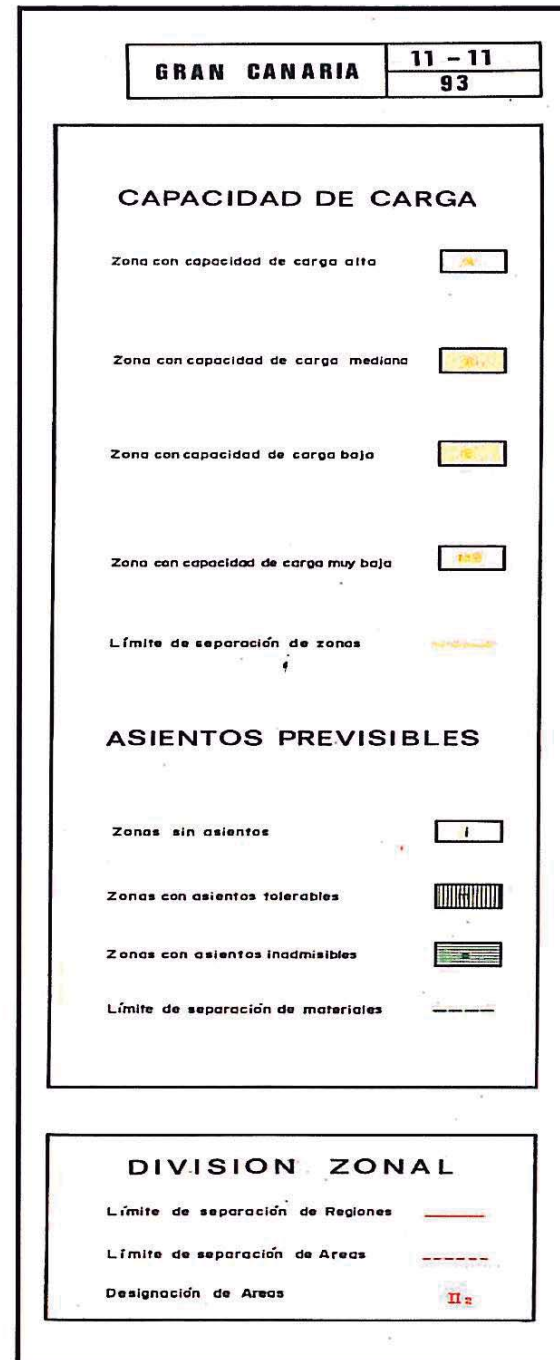 GRAN CANARIA
11 - 11
93
CAPACIDAD DE CARGA
Zona con capacidad de carga alta
Zona con capacidad de carga mediana
Zona con capacidad de carga baja
Zona con capacidad de carga muy baja
Límite de separación de zonas
ASIENTOS PREVISIBLES
Zonas sin asientos
Zonas con asientos tolerables
Zonas con asientos inadmisibles
Límite de separación de materiales
DIVISION ZONAL
Límite de separación de Regiones
Límite de separación de Areas
Designación de Areas II₂